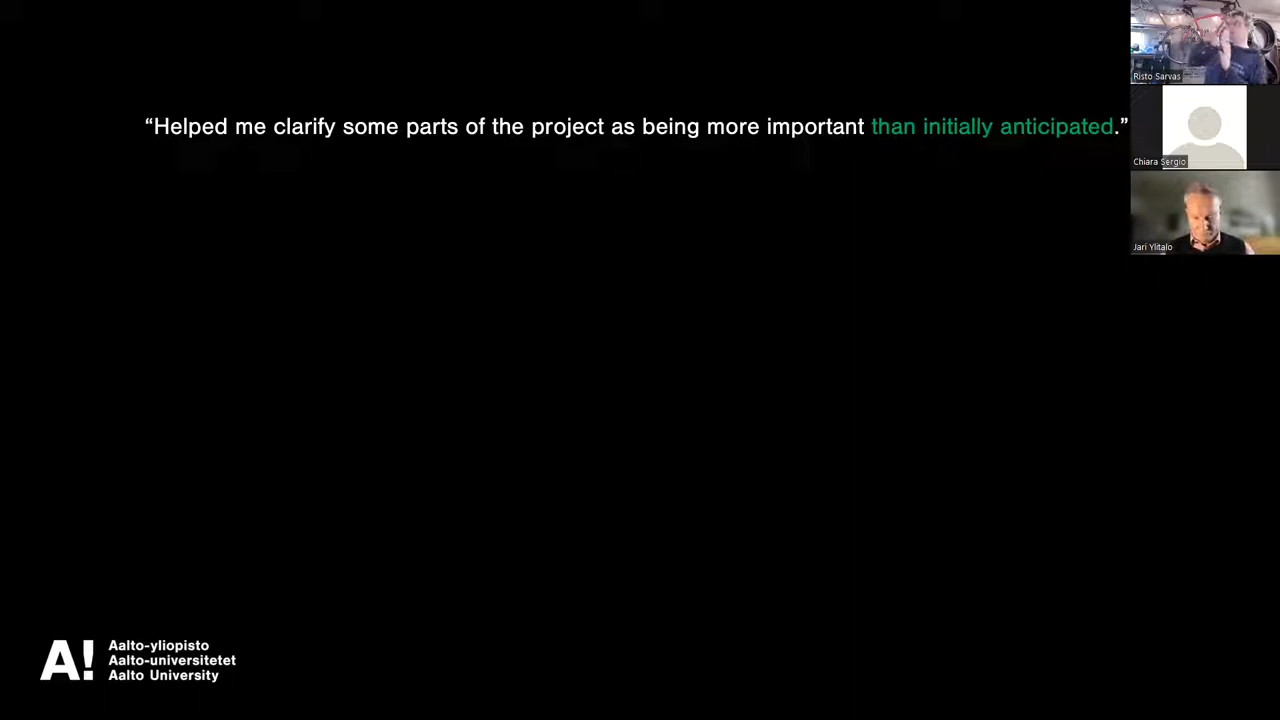 “Helped me clarify some parts of the project as being more important than initially anticipated.”
Risto Sarvas
Chiara Sergio
Jari Ylitalo
A! Aalto-yliopisto
Aalto-universitetet
Aalto University